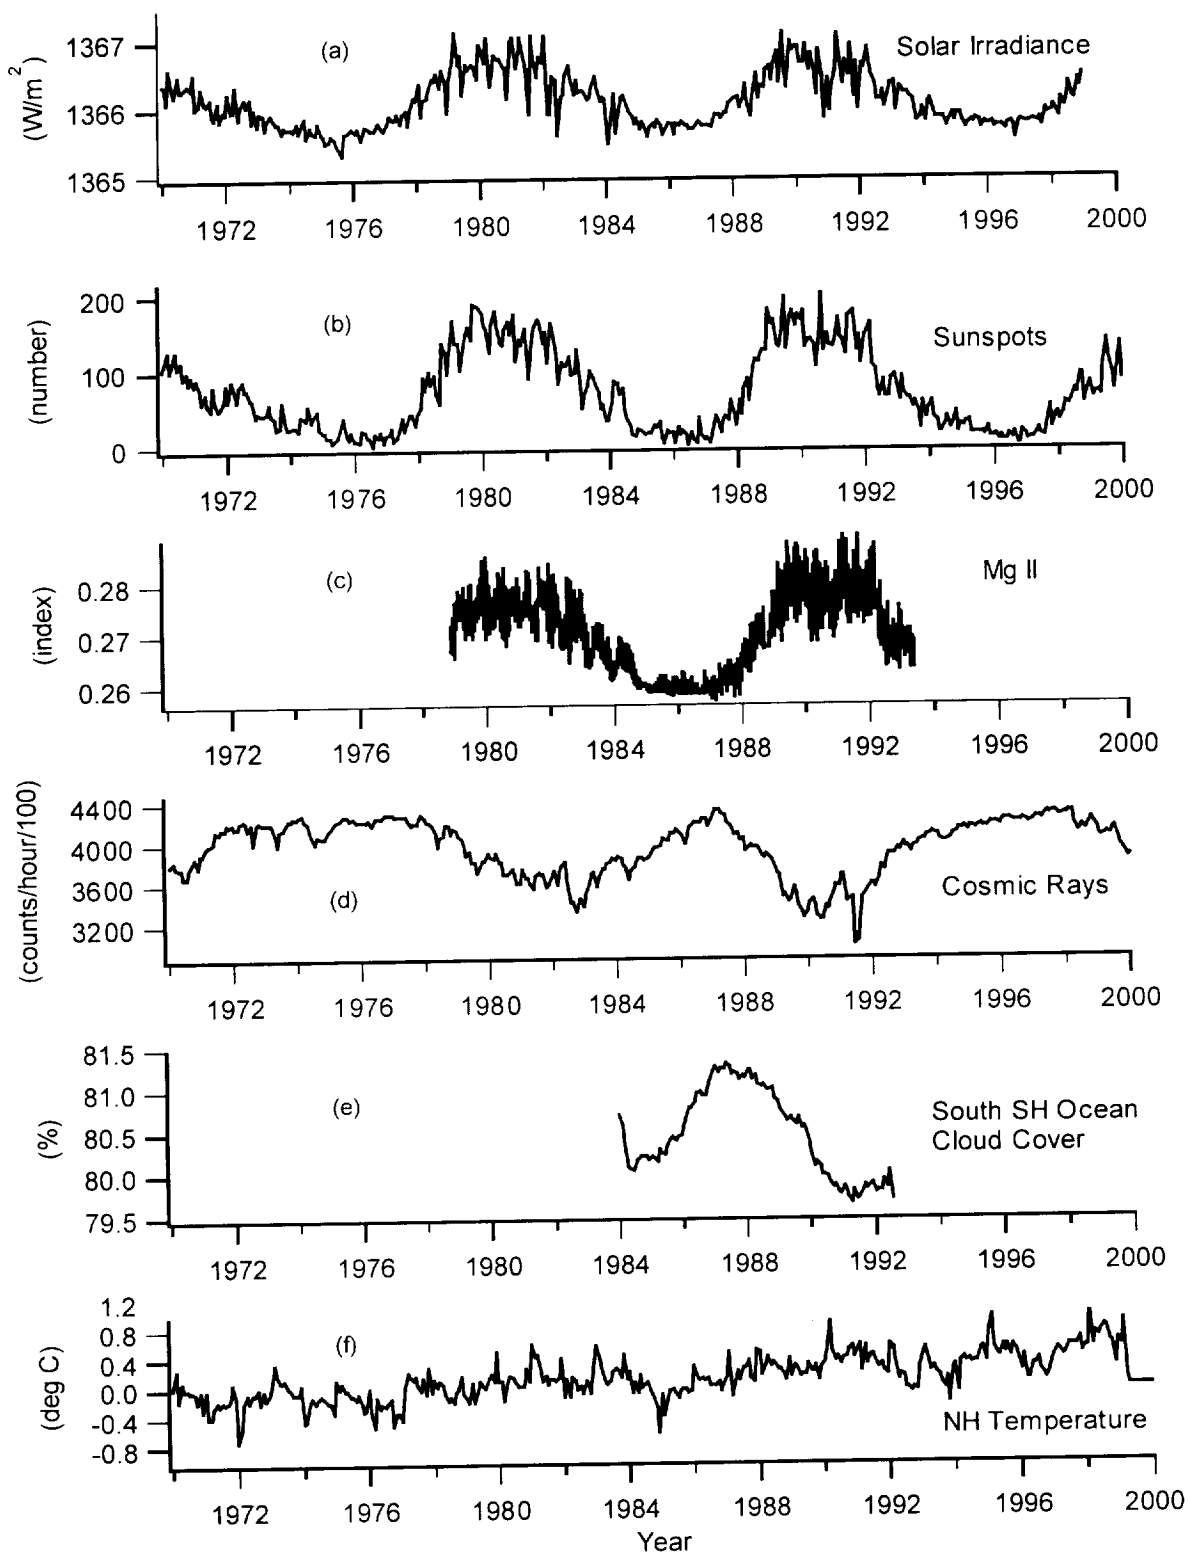 1367
(a)
Solar Irradiance
(W/m²)
1366
1365
1972 1976 1980 1984 1988 1992 1996 2000
200
(b)
Sunspots
(number)
100
0
1972 1976 1980 1984 1988 1992 1996 2000
(c)
Mg II
(index)
0.28
0.27
0.26
1972 1976 1980 1984 1988 1992 1996 2000
(counts/hour/100)
4400
4000
3600
(d)
Cosmic Rays
3200
1972 1976 1980 1984 1988 1992 1996 2000
81.5
(e)
81.0
South SH Ocean
Cloud Cover
(%)
80.5
80.0
79.5
1972 1976 1980 1984 1988 1992 1996 2000
1.2
0.8
(f)
(deg C)
0.4
0.0
-0.4
NH Temperature
-0.8
1972 1976 1980 1984 1988 1992 1996 2000
Year